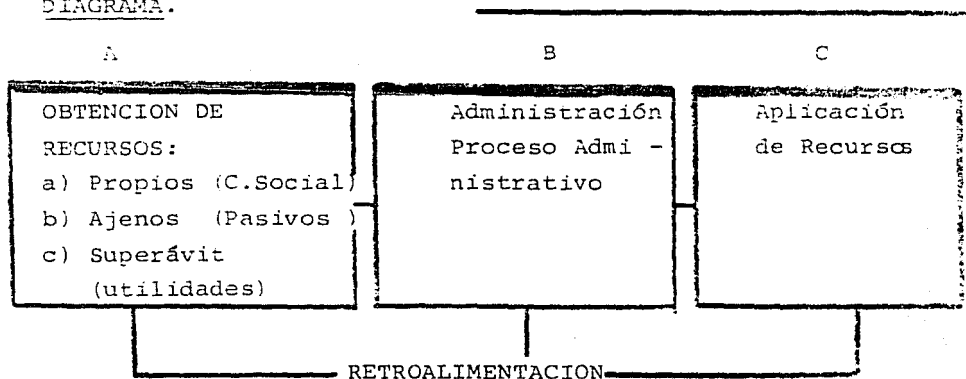 DIAGRAMA.
A
B
C
OBTENCION DE
RECURSOS:
a) Propios (C.Social)
b) Ajenos (Pasivos )
c) Superávit
(utilidades)
Administración
Proceso Admi -
nistrativo
Aplicación
de Recursos
RETROALIMENTACION